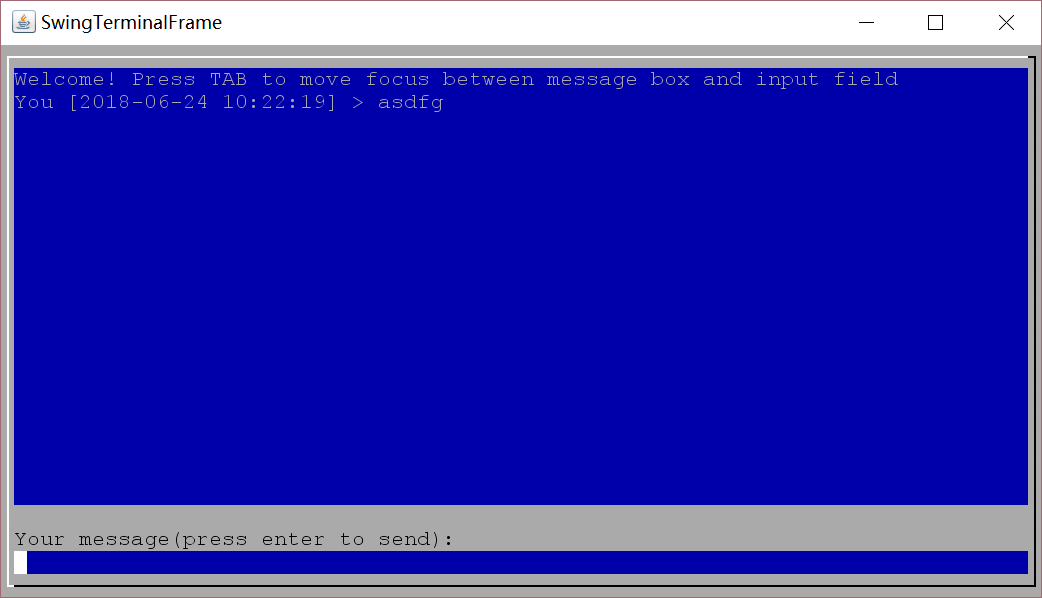 SwingTerminalFrame
Welcome! Press TAB to move focus between message box and input field
You [2018-06-24 10:22:19] > asdfg
Your message(press enter to send):